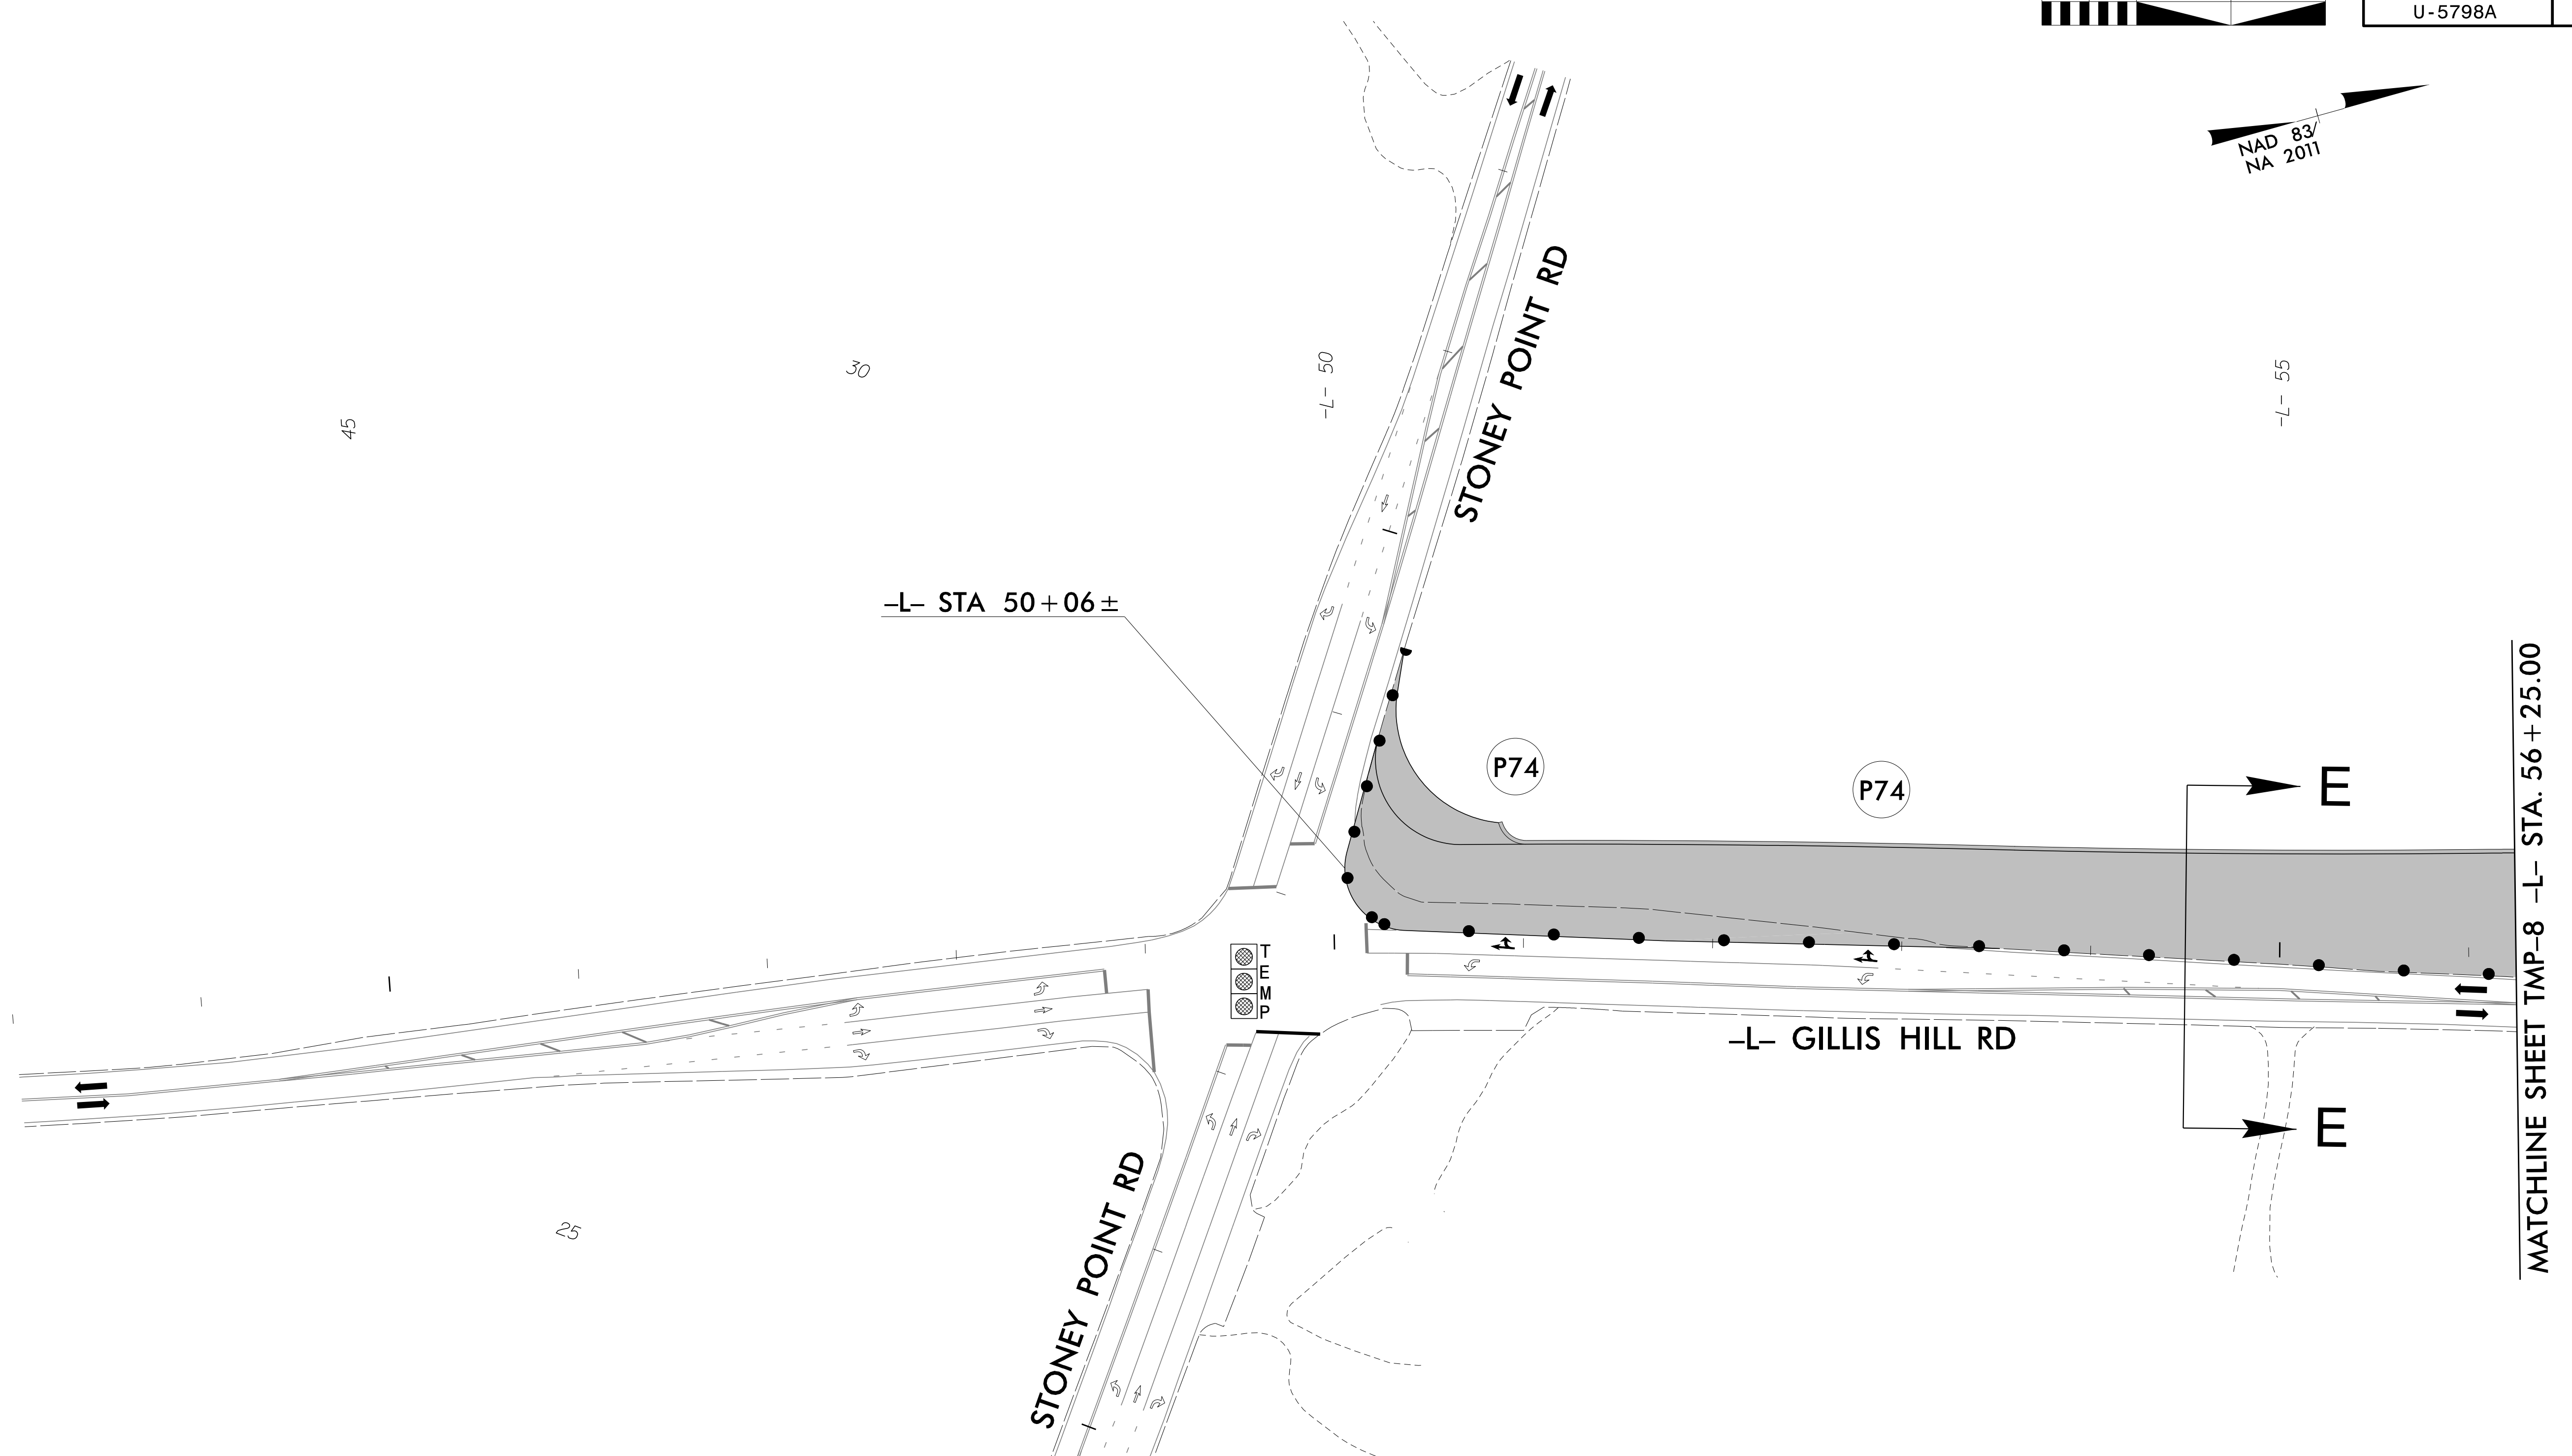 U-5798A
NAD 83/
NA 2011
STONEY POINT RD
30
-L- 50
-L- 55
45
-L- STA 50+06±
P74
P74
E
MATCHLINE SHEET TMP-8 -L- STA. 56+25.00
T
E
M
P
-L- GILLIS HILL RD
E
STONEY POINT RD
25